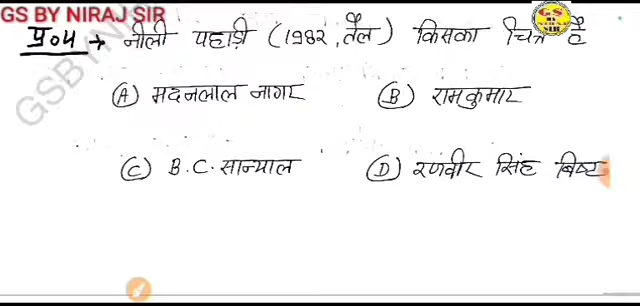 GS BY NIRAJ SIR
प्र०4 → नीली पहाड़ी (1982, तैल) किसका चित्र है
(A) मदनलाल नागर (B) रामकुमार
(C) B.C. सान्याल (D) रणवीर सिंह बिष्ट